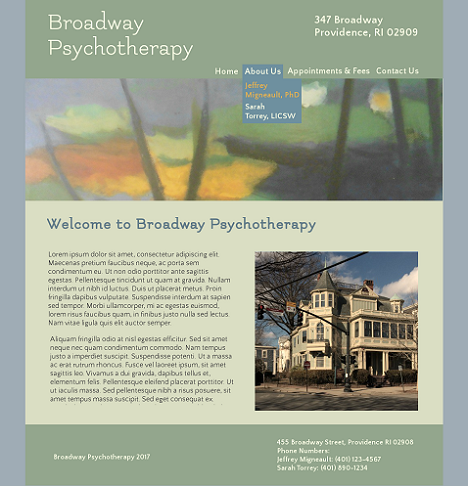 Broadway
Psychotherapy
347 Broadway
Providence, RI 02909
Home About Us Appointments & Fees Contact Us
Jeffrey
Migneault, PhD
Sarah
Torrey, LICSW
Welcome to Broadway Psychotherapy
Lorem ipsum dolor sit amet, consectetur adipiscing elit.
Maecenas pretium faucibus neque, ac porta sem
condimentum eu. Ut non odio porttitor ante sagittis
egestas. Pellentesque tincidunt ut quam at gravida. Nullam
interdum ut nibh id luctus. Duis ut placerat metus. Proin
fringilla dapibus vulputate. Suspendisse interdum at sapien
sed tempor. Morbi ullamcorper, mi ac egestas euismod,
lorem risus faucibus quam, in finibus justo nulla sed lectus.
Nam vitae ligula quis elit auctor semper.
Aliquam fringilla odio at nisl egestas efficitur. Sed sit amet
neque nec quam condimentum commodo. Nam tempus
justo a imperdiet suscipit. Suspendisse potenti. Ut a massa
ac erat rutrum rhoncus. Fusce vel laoreet ipsum, sit amet
sagittis leo. Vivamus a dui gravida, dapibus tellus et,
elementum felis. Pellentesque eleifend placerat porttitor. Ut
ut iaculis massa. Sed pellentesque nibh a risus posuere, sit
amet tempus massa suscipit. Sed eget consequat ex.
455 Broadway Street, Providence RI 02908
Phone Numbers:
Jeffrey Migneault: (401) 123-4567
Sarah Torrey: (401) 890-1234
Broadway Psychotherapy 2017